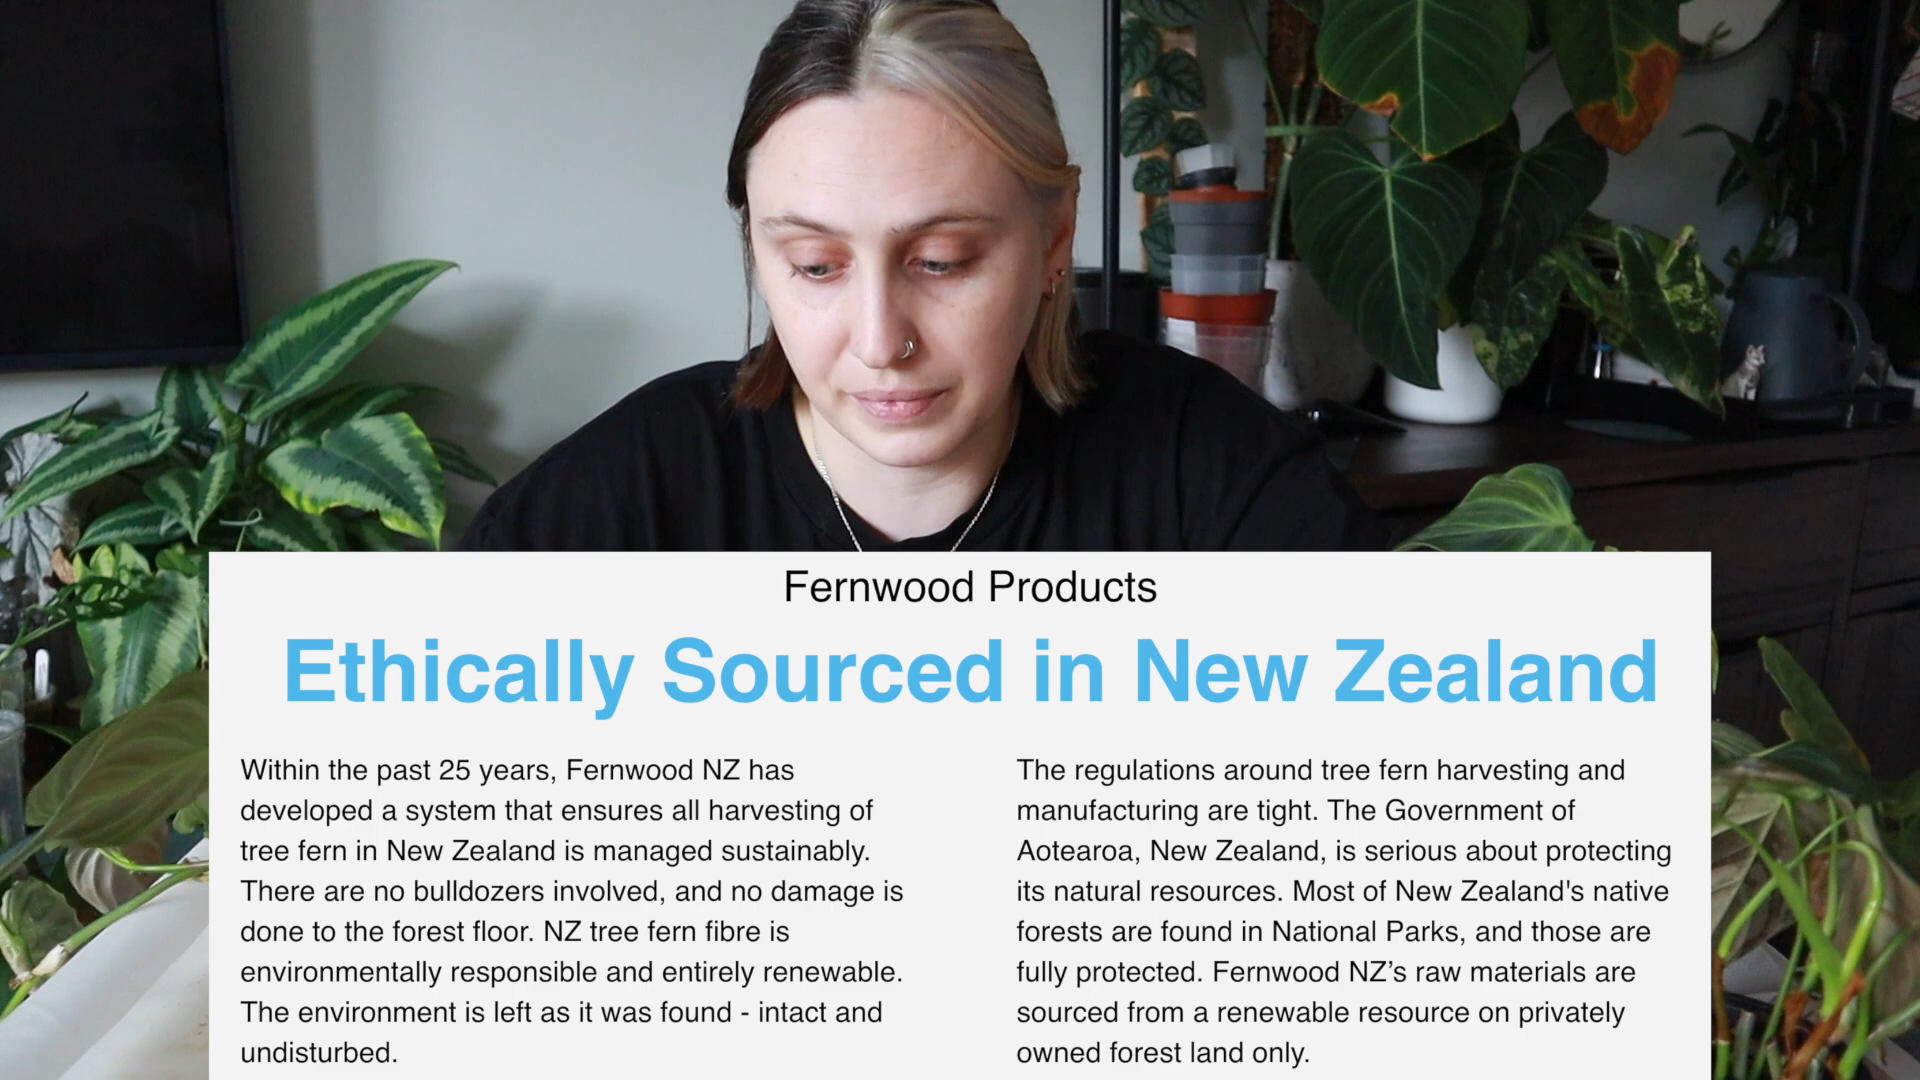 Fernwood Products
Ethically Sourced in New Zealand
Within the past 25 years, Fernwood NZ has
developed a system that ensures all harvesting of
tree fern in New Zealand is managed sustainably.
There are no bulldozers involved, and no damage is
done to the forest floor. NZ tree fern fibre is
environmentally responsible and entirely renewable.
The environment is left as it was found - intact and
undisturbed.
The regulations around tree fern harvesting and
manufacturing are tight. The Government of
Aotearoa, New Zealand, is serious about protecting
its natural resources. Most of New Zealand's native
forests are found in National Parks, and those are
fully protected. Fernwood NZ’s raw materials are
sourced from a renewable resource on privately
owned forest land only.